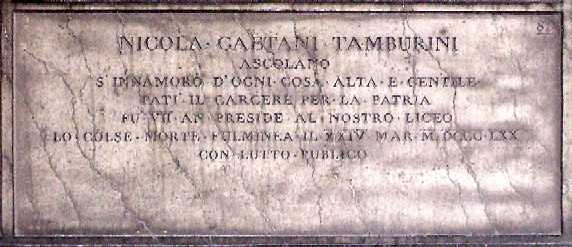 NICOLA · GAETANI · TAMBURINI
ASCOLANO
S'INNAMORÒ · D'OGNI · COSA · ALTA · E · GENTILE
PATÌ · IL · CARCERE · PER · LA · PATRIA
FU · VII · AN · PRESIDE · AL · NOSTRO · LICEO
LO · COLSE · MORTE · FULMINEA · IL · XXIV · MAR · M · DCCC · LXX
CON · LUTTO · PUBLICO